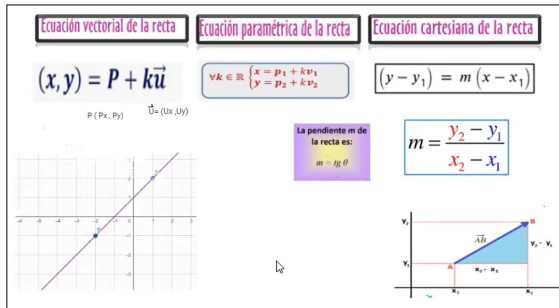 Ecuación vectorial de la recta
Ecuación paramétrica de la recta
Ecuación cartesiana de la recta
(x, y) = P + ku⃗
∀k ∈ ℝ { x = p₁ + kv₁
y = p₂ + kv₂
(y − y₁) = m (x − x₁)
P ( Px , Py)
U⃗= (Ux ,Uy)
La pendiente m de
la recta es:
m = tg θ
m = (y₂ − y₁) / (x₂ − x₁)
y₂
B
AB⃗
y₂ − y₁
y₁
A
x₂ − x₁
x₁
x₂